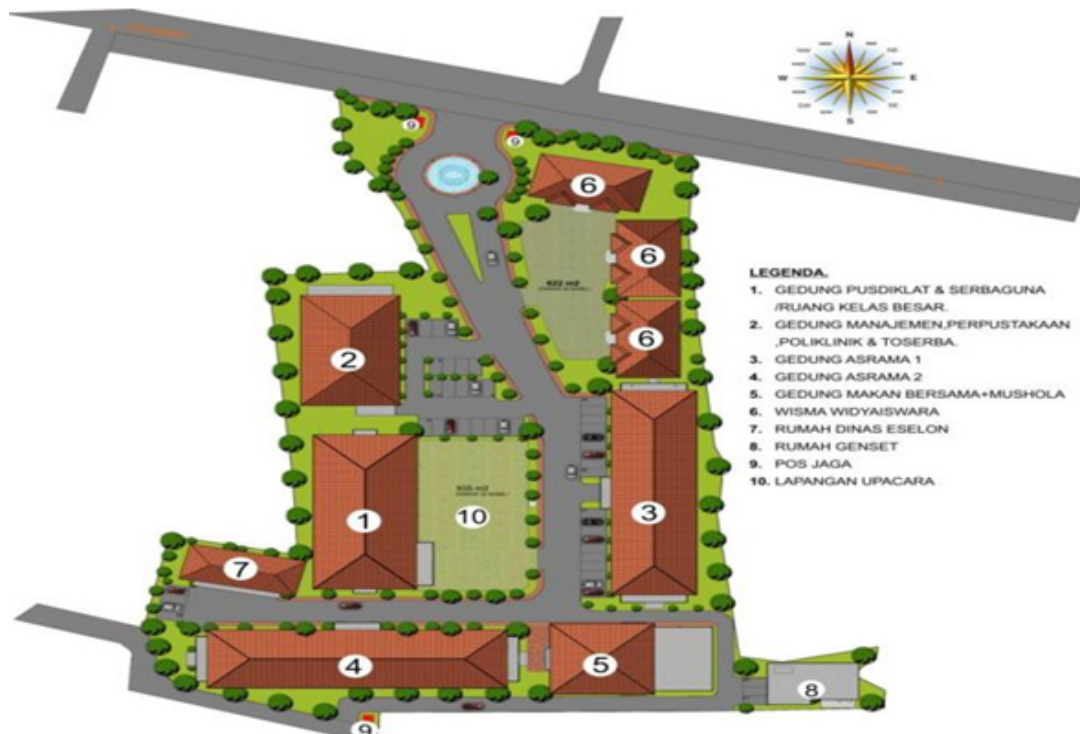 N
W
E
S
9
9
6
6
622 m2
6
2
1
10
3
7
4
5
8
9
LEGENDA.
1. GEDUNG PUSDIKLAT & SERBAGUNA
/RUANG KELAS BESAR.
2. GEDUNG MANAJEMEN,PERPUSTAKAAN
,POLIKLINIK & TOSERBA.
3. GEDUNG ASRAMA 1
4. GEDUNG ASRAMA 2
5. GEDUNG MAKAN BERSAMA+MUSHOLA
6. WISMA WIDYAISWARA
7. RUMAH DINAS ESELON
8. RUMAH GENSET
9. POS JAGA
10. LAPANGAN UPACARA